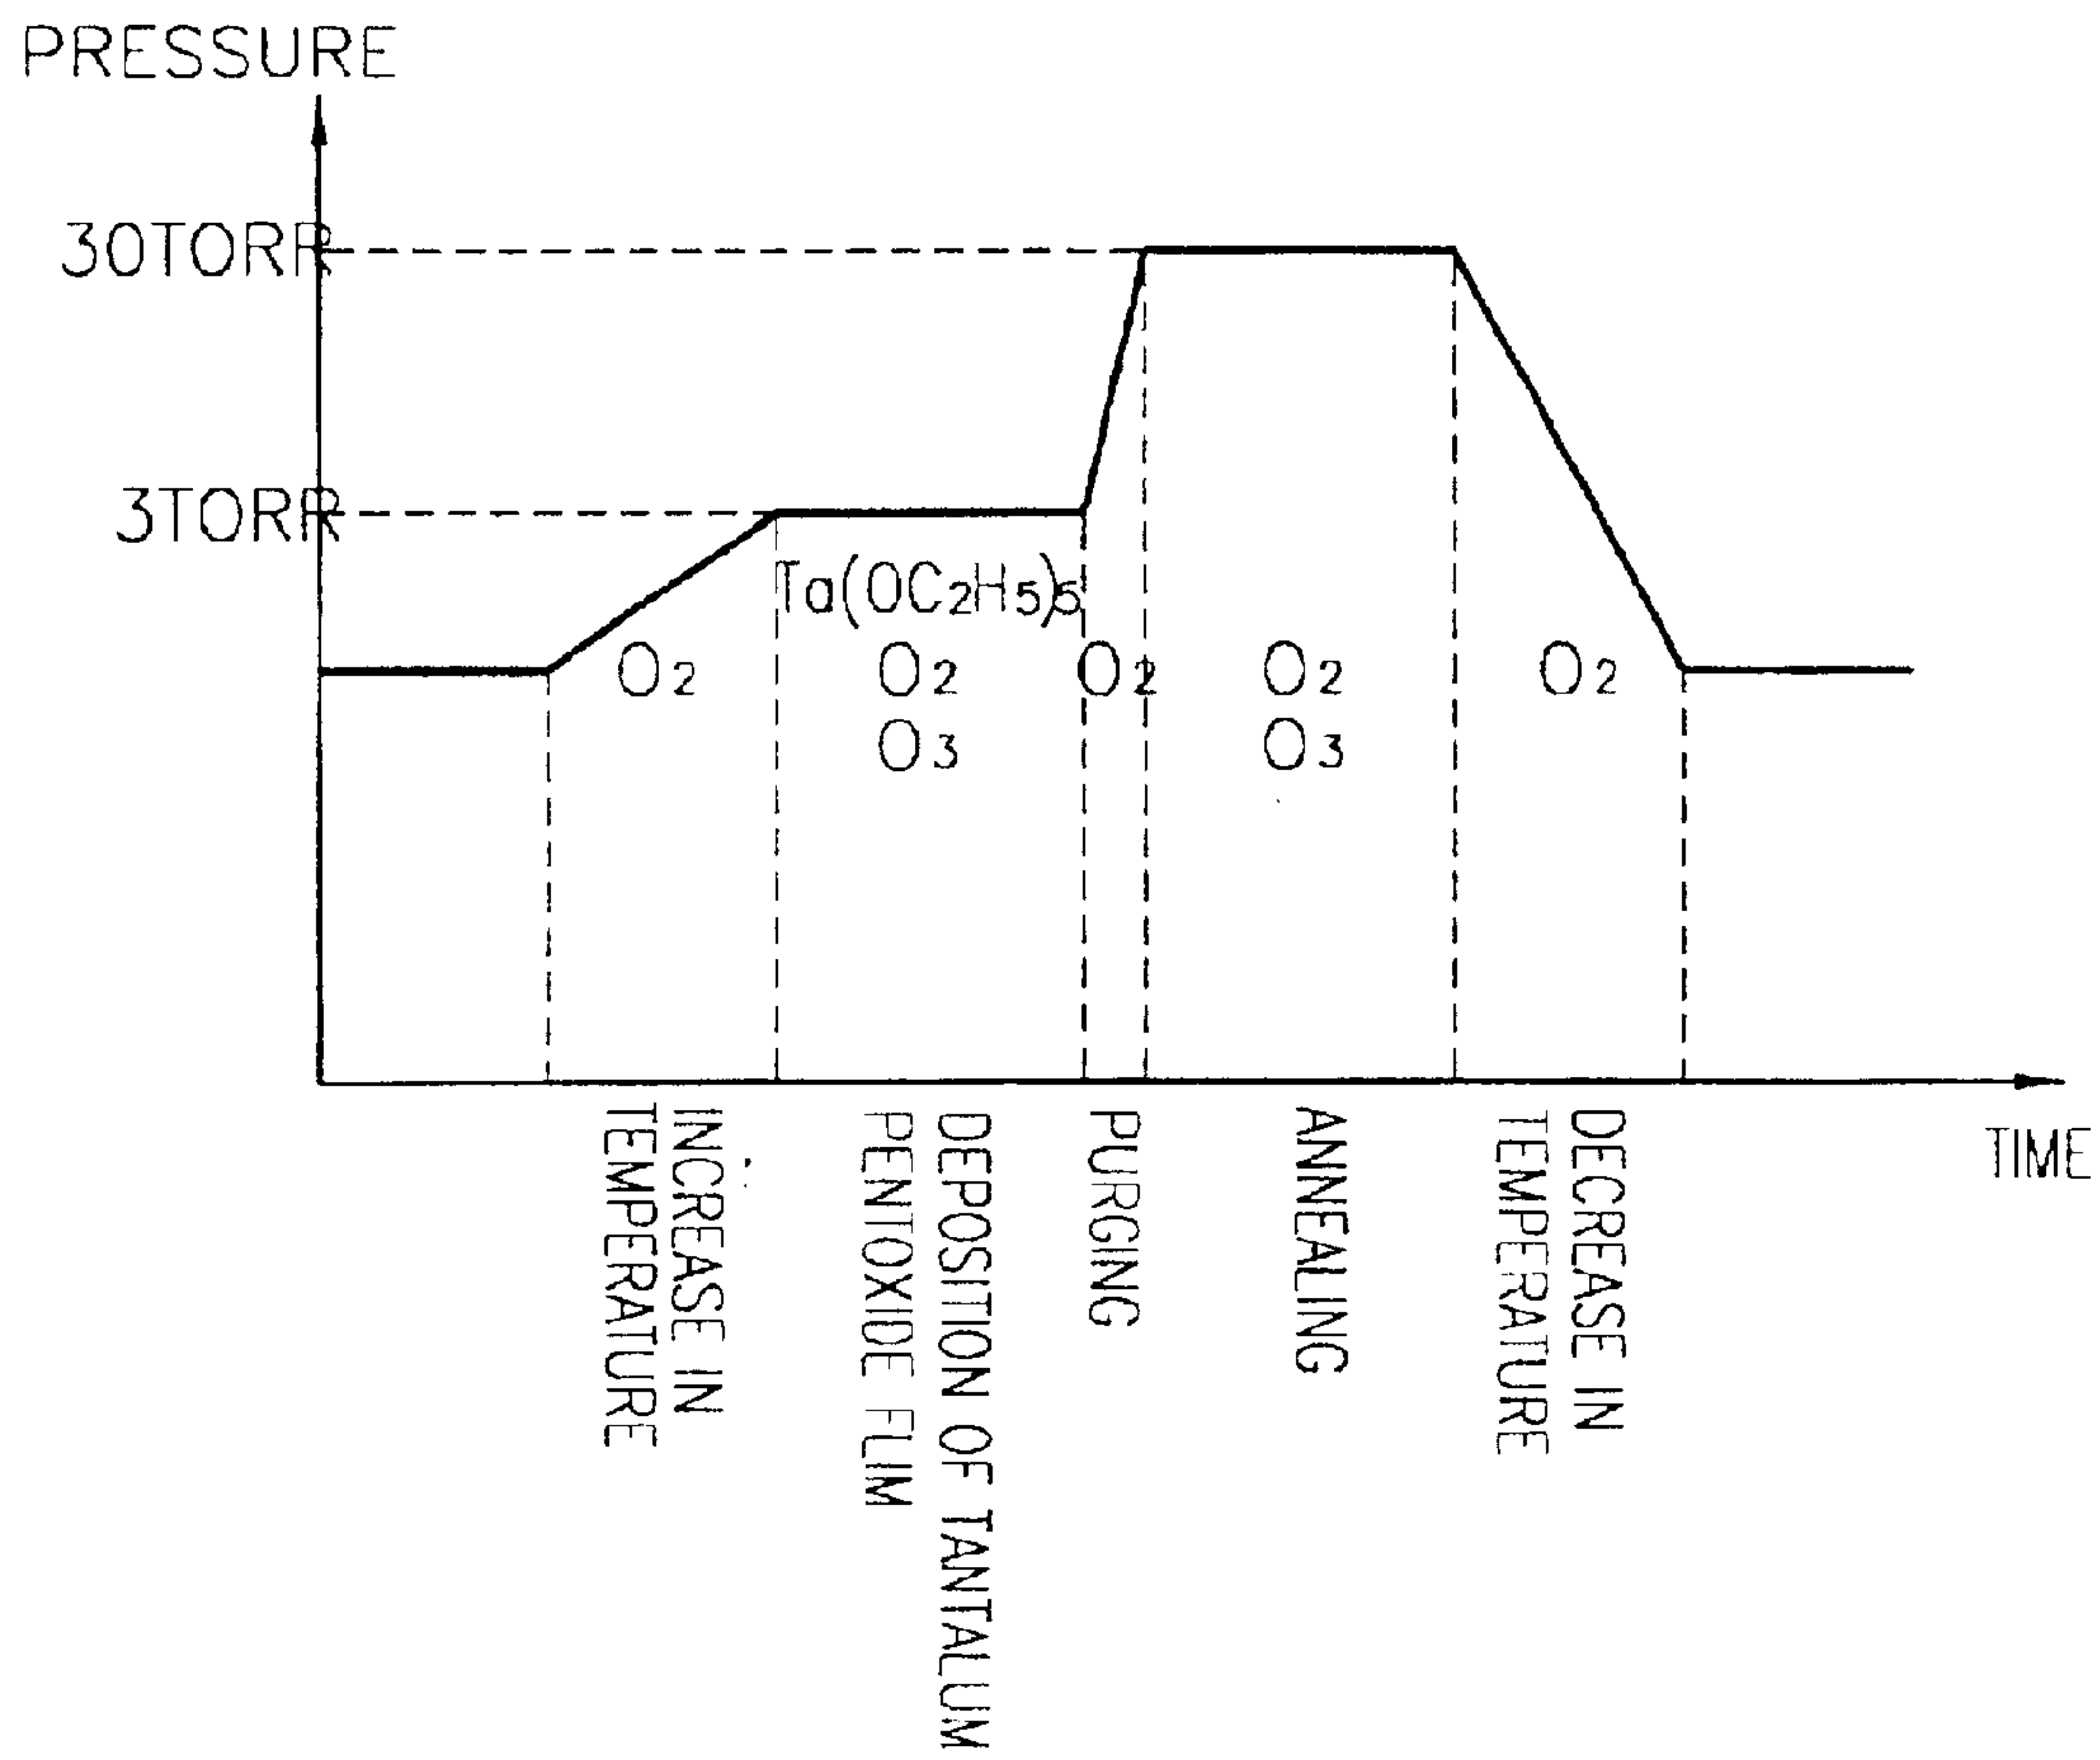 PRESSURE
30TORR
3TORR
Ta(OC2H5)5
O2
O2
O2
O2
O2
O3
O3
INCREASE IN
TEMPERATURE
DEPOSITION OF TANTALUM
PENTOXIDE FLIM
PURGING
ANNEALING
DECREASE IN
TEMPERATURE
TIME